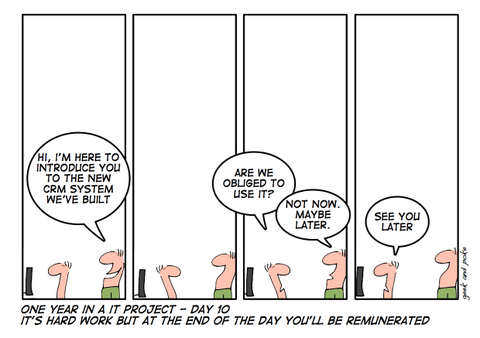 HI, I'M HERE TO
INTRODUCE YOU
TO THE NEW
CRM SYSTEM
WE'VE BUILT
ARE WE
OBLIGED TO
USE IT?
NOT NOW.
MAYBE
LATER.
SEE YOU
LATER
geek and poke
ONE YEAR IN A IT PROJECT - DAY 10
IT'S HARD WORK BUT AT THE END OF THE DAY YOU'LL BE REMUNERATED